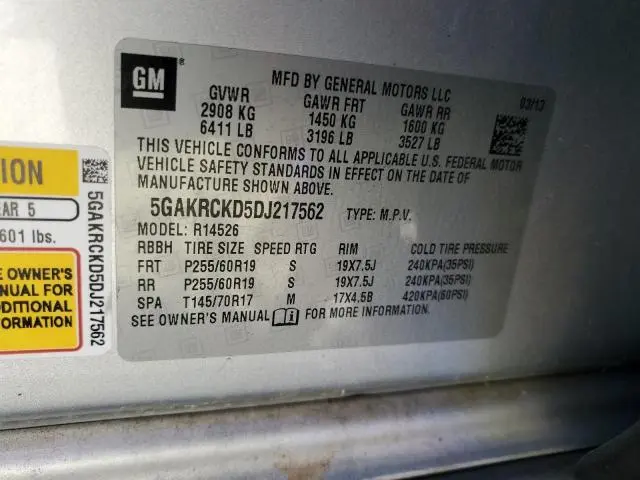 GM®
MFD BY GENERAL MOTORS LLC
03/13
GVWR GAWR FRT GAWR RR
2908 KG 1450 KG 1600 KG
6411 LB 3196 LB 3527 LB
THIS VEHICLE CONFORMS TO ALL APPLICABLE U.S. FEDERAL MOTOR
VEHICLE SAFETY STANDARDS IN EFFECT ON THE DATE OF
MANUFACTURE SHOWN ABOVE.
5GAKRCKD5DJ217562 TYPE: M.P.V.
MODEL: R14526
RBBH TIRE SIZE SPEED RTG RIM COLD TIRE PRESSURE
FRT P255/60R19 S 19X7.5J 240KPA(35PSI)
RR P255/60R19 S 19X7.5J 240KPA(35PSI)
SPA T145/70R17 M 17X4.5B 420KPA(60PSI)
SEE OWNER'S MANUAL FOR MORE INFORMATION.
ION
EAR 5
601 lbs.
E OWNER'S
ANUAL FOR
DDITIONAL
FORMATION
5GAKRCKD5DJ217562